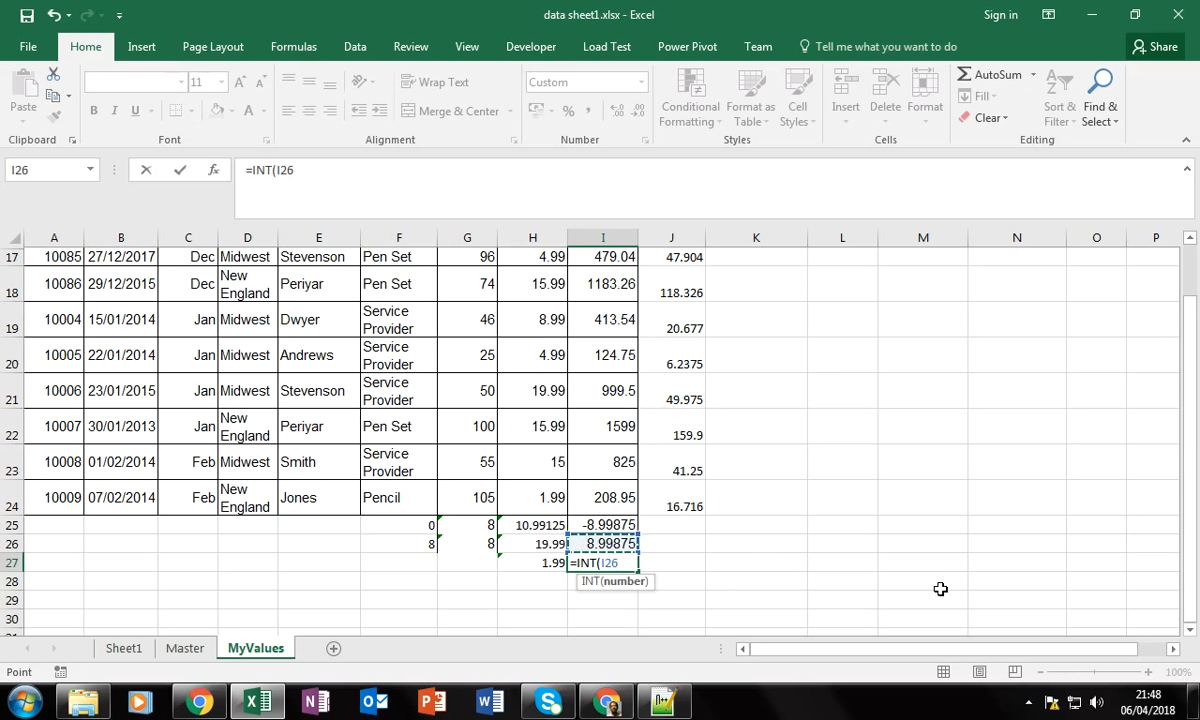 data sheet1.xlsx - Excel
Sign in
File Home Insert Page Layout Formulas Data Review View Developer Load Test Power Pivot Team Tell me what you want to do Share
Paste
11
Wrap Text
Merge & Center
Custom
Conditional Formatting
Format as Table
Cell Styles
Insert
Delete
Format
AutoSum
Fill
Clear
Sort & Filter
Find & Select
Clipboard Font Alignment Number Styles Cells Editing
I26 =INT(I26
A B C D E F G H I J K L M N O P
17 10085 27/12/2017 Dec Midwest Stevenson Pen Set 96 4.99 479.04 47.904
18 10086 29/12/2015 Dec New England Periyar Pen Set 74 15.99 1183.26 118.326
19 10004 15/01/2014 Jan Midwest Dwyer Service Provider 46 8.99 413.54 20.677
20 10005 22/01/2014 Jan Midwest Andrews Service Provider 25 4.99 124.75 6.2375
21 10006 23/01/2015 Jan Midwest Stevenson Service Provider 50 19.99 999.5 49.975
22 10007 30/01/2013 Jan New England Periyar Pen Set 100 15.99 1599 159.9
23 10008 01/02/2014 Feb Midwest Smith Service Provider 55 15 825 41.25
24 10009 07/02/2014 Feb New England Jones Pencil 105 1.99 208.95 16.716
25 0 8 10.99125 -8.99875
26 8 8 19.99 8.99875
27 1.99 =INT(I26
INT(number)
28
29
30
Sheet1 Master MyValues
Point 100%
21:48
06/04/2018